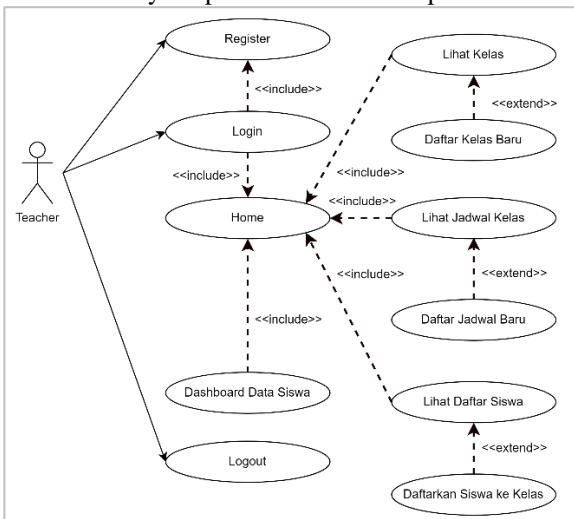 Register
Lihat Kelas
<<include>>
<<extend>>
Login
Daftar Kelas Baru
<<include>>
<<include>>
Teacher
Home
<<include>>
Lihat Jadwal Kelas
<<include>>
<<extend>>
<<include>>
Daftar Jadwal Baru
Dashboard Data Siswa
Lihat Daftar Siswa
<<extend>>
Logout
Daftarkan Siswa ke Kelas